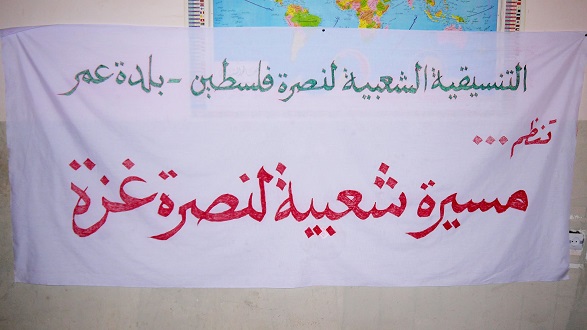 التنسيقية الشعبية لنصرة فلسطين - بلدة عمر
تنظم ...
مسيرة شعبية لنصرة غزة